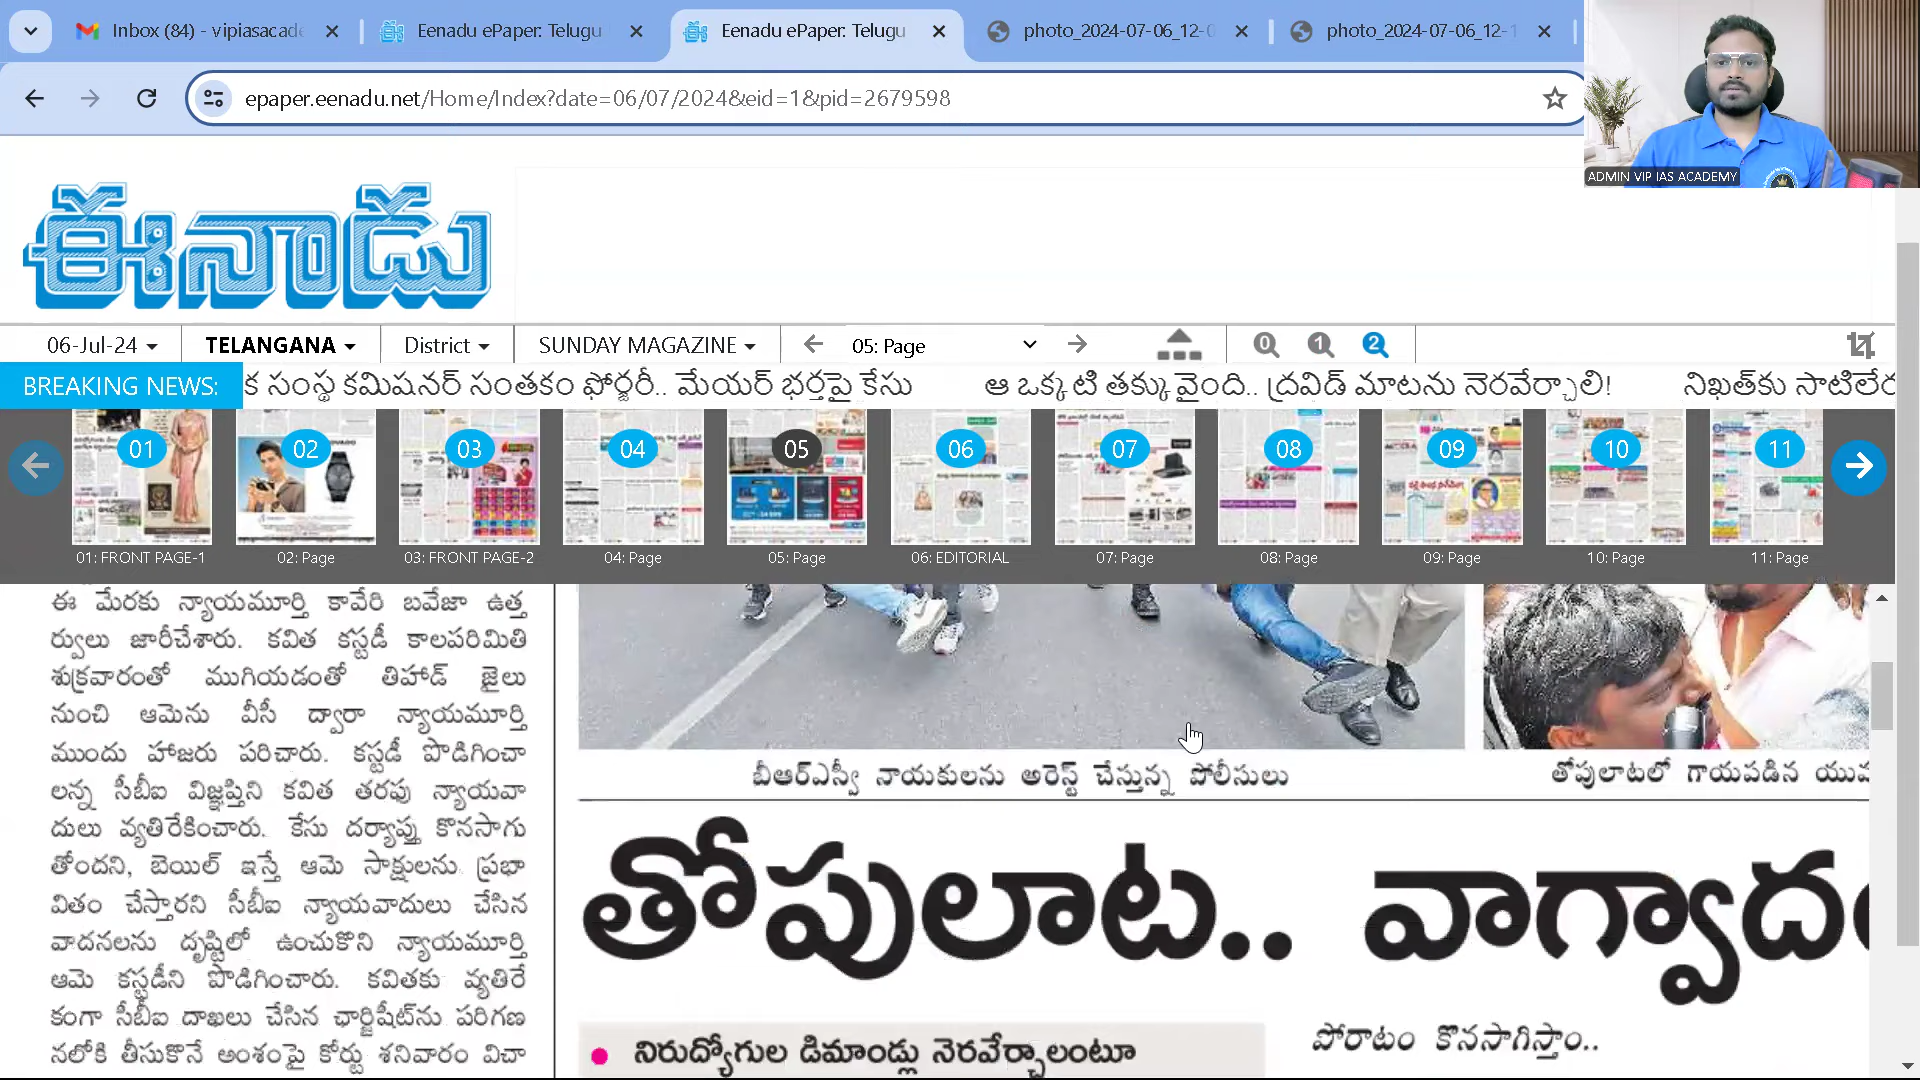 Inbox (84) - vipiasacade
Eenadu ePaper: Telugu
Eenadu ePaper: Telugu
photo_2024-07-06_12-0
photo_2024-07-06_12-1
epaper.eenadu.net/Home/Index?date=06/07/2024&eid=1&pid=2679598
ADMIN VIP IAS ACADEMY
ఈనాడు
06-Jul-24
TELANGANA
District
SUNDAY MAGAZINE
05: Page
0
1
2
BREAKING NEWS:
క సంస్థ కమిషనర్ సంతకం ఫోర్జరీ.. మేయర్ భర్తపై కేసు
ఆ ఒక్కటి తక్కువైంది.. ద్రవిడ్ మాటను నెరవేర్చాలి!
నిఖత్‌కు సాటిలేర
01
02
03
04
05
06
07
08
09
10
11
01: FRONT PAGE-1
02: Page
03: FRONT PAGE-2
04: Page
05: Page
06: EDITORIAL
07: Page
08: Page
09: Page
10: Page
11: Page
ఈ మేరకు న్యాయమూర్తి కావేరి బవేజా ఉత్త
ర్వులు జారీచేశారు. కవిత కస్టడీ కాలపరిమితి
శుక్రవారంతో ముగియడంతో తిహాడ్ జైలు
నుంచి ఆమెను వీసీ ద్వారా న్యాయమూర్తి
ముందు హాజరు పరిచారు. కస్టడీ పొడిగించా
లన్న సీబీఐ విజ్ఞప్తిని కవిత తరఫు న్యాయవా
దులు వ్యతిరేకించారు. కేసు దర్యాప్తు కొనసాగు
తోందని, బెయిల్ ఇస్తే ఆమె సాక్షులను ప్రభా
వితం చేస్తారని సీబీఐ న్యాయవాదులు చేసిన
వాదనలను దృష్టిలో ఉంచుకొని న్యాయమూర్తి
ఆమె కస్టడీని పొడిగించారు. కవితకు వ్యతిరే
కంగా సీబీఐ దాఖలు చేసిన ఛార్జిషీట్‌ను పరిగణ
నలోకి తీసుకొనే అంశంపై కోర్టు శనివారం విచా
బీఆర్‌ఎస్వీ నాయకులను అరెస్ట్ చేస్తున్న పోలీసులు
తోపులాటలో గాయపడిన యువ
తోపులాట.. వాగ్వాదం
నిరుద్యోగుల డిమాండ్లు నెరవేర్చాలంటూ
పోరాటం కొనసాగిస్తాం..